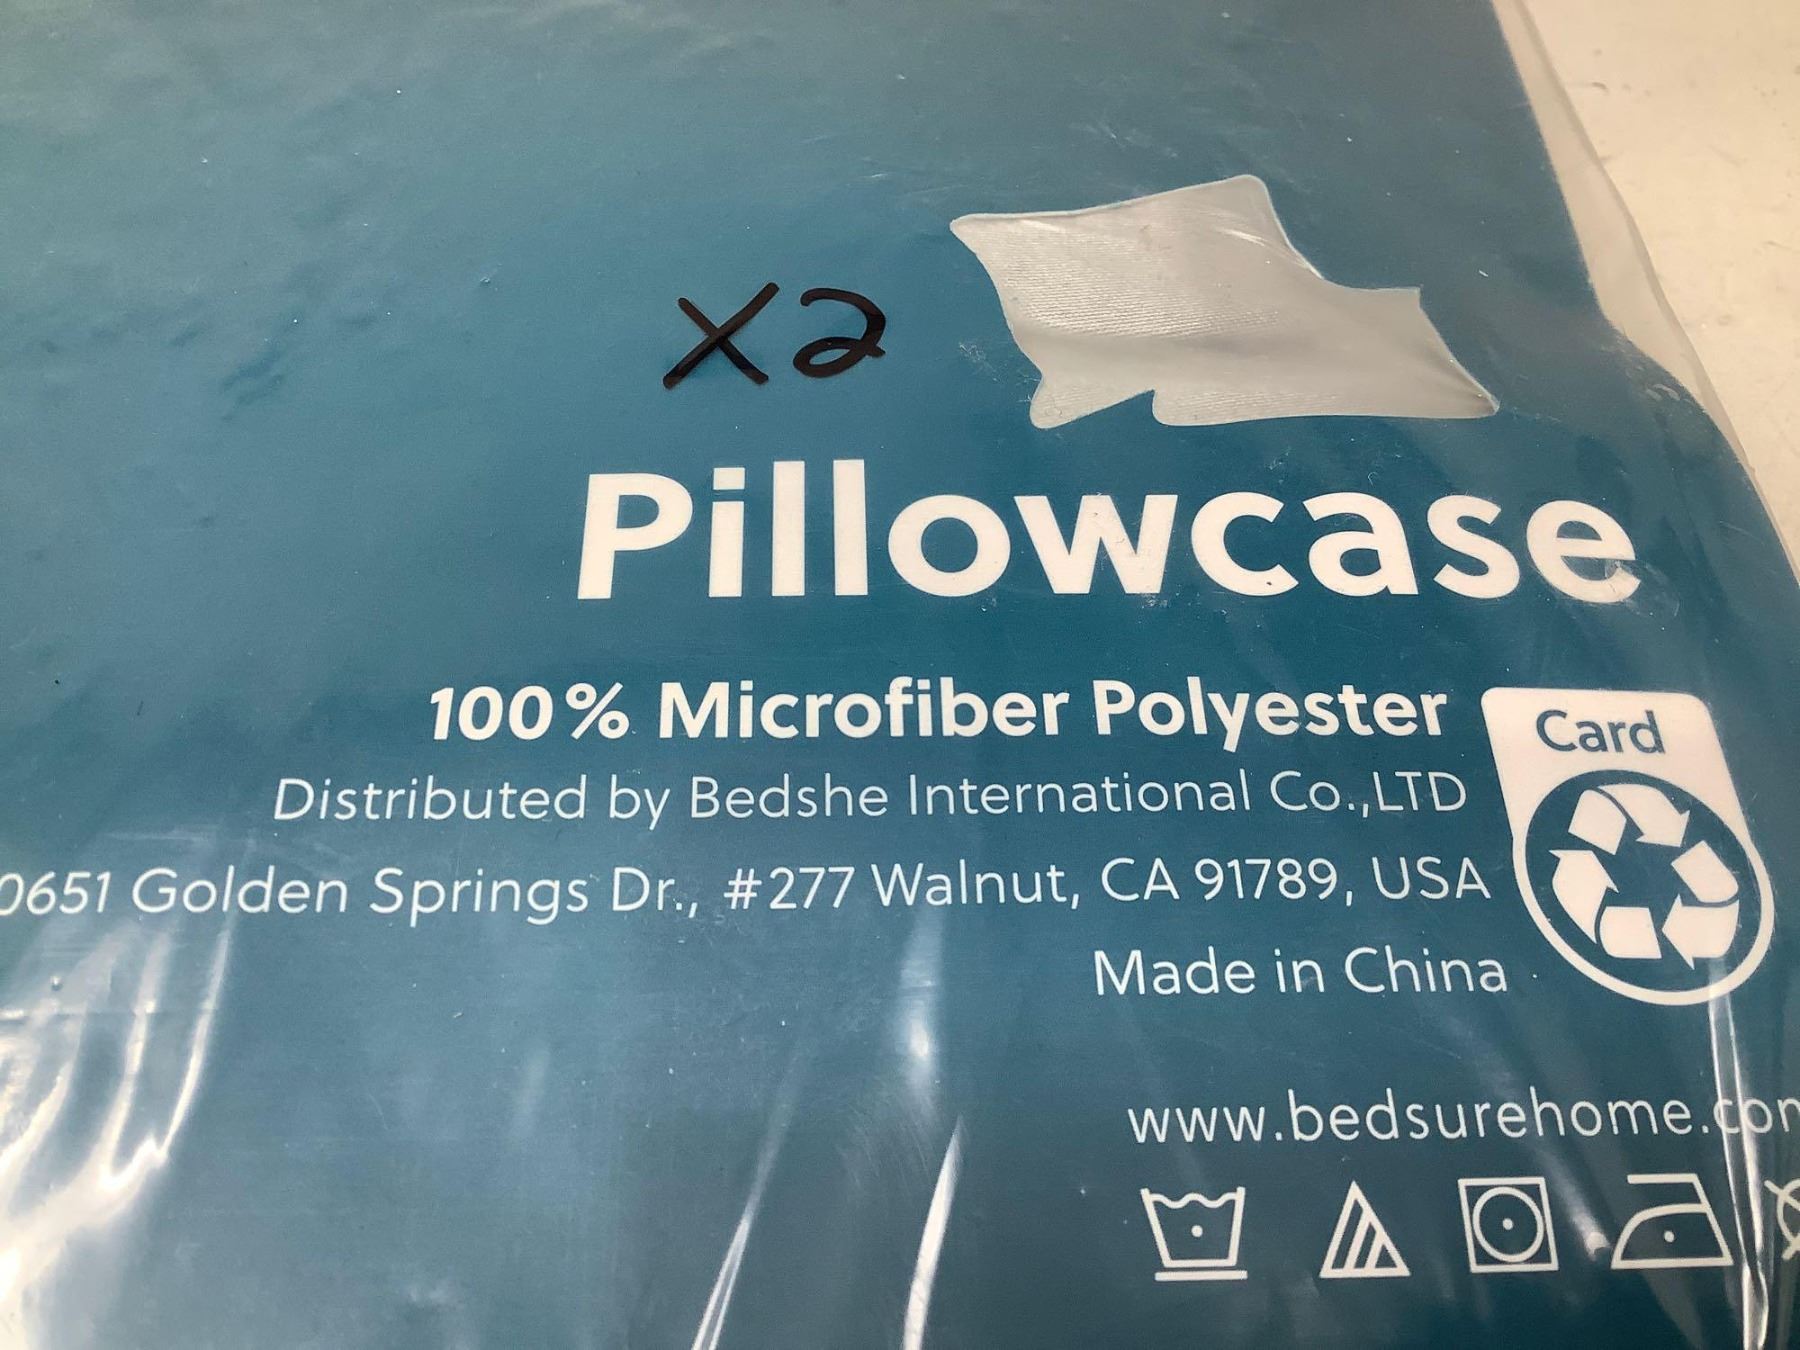 X2
Pillowcase
100% Microfiber Polyester
Card
Distributed by Bedshe International Co.,LTD
0651 Golden Springs Dr., #277 Walnut, CA 91789, USA
Made in China
www.bedsurehome.com